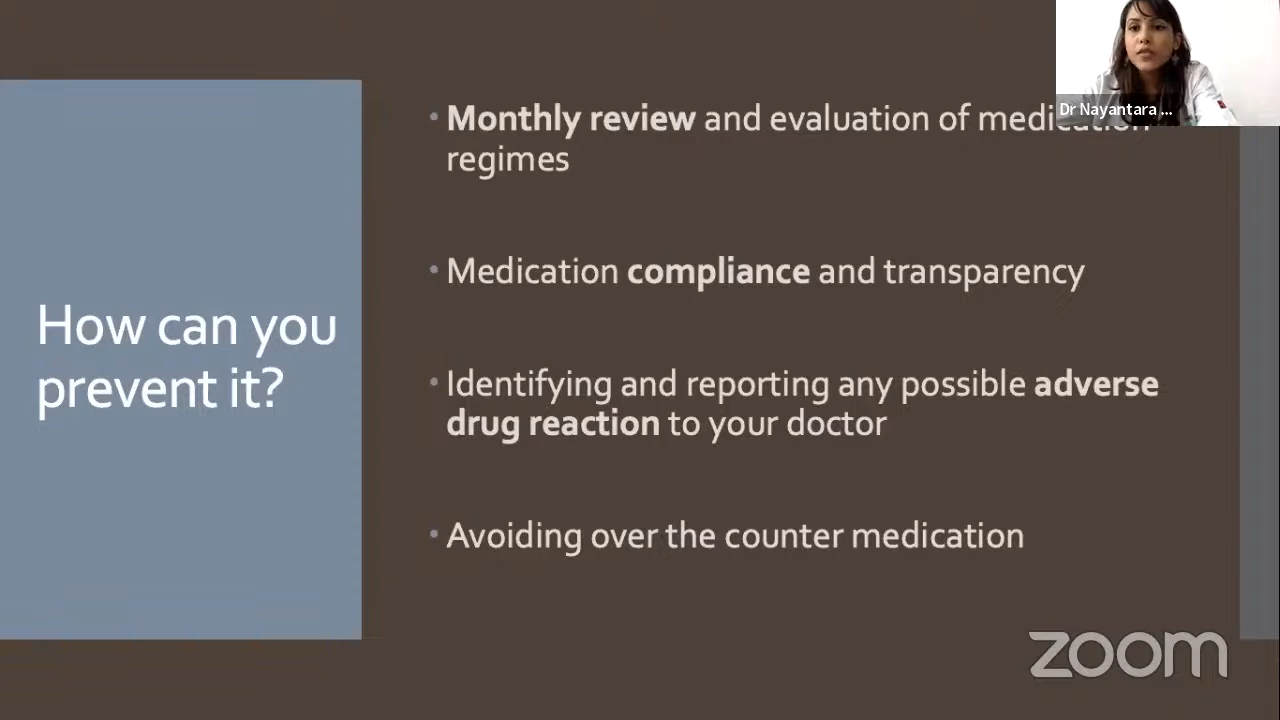 Dr Nayantara ...
• Monthly review and evaluation of medication
regimes
• Medication compliance and transparency
How can you
prevent it?
• Identifying and reporting any possible adverse
drug reaction to your doctor
• Avoiding over the counter medication
zoom